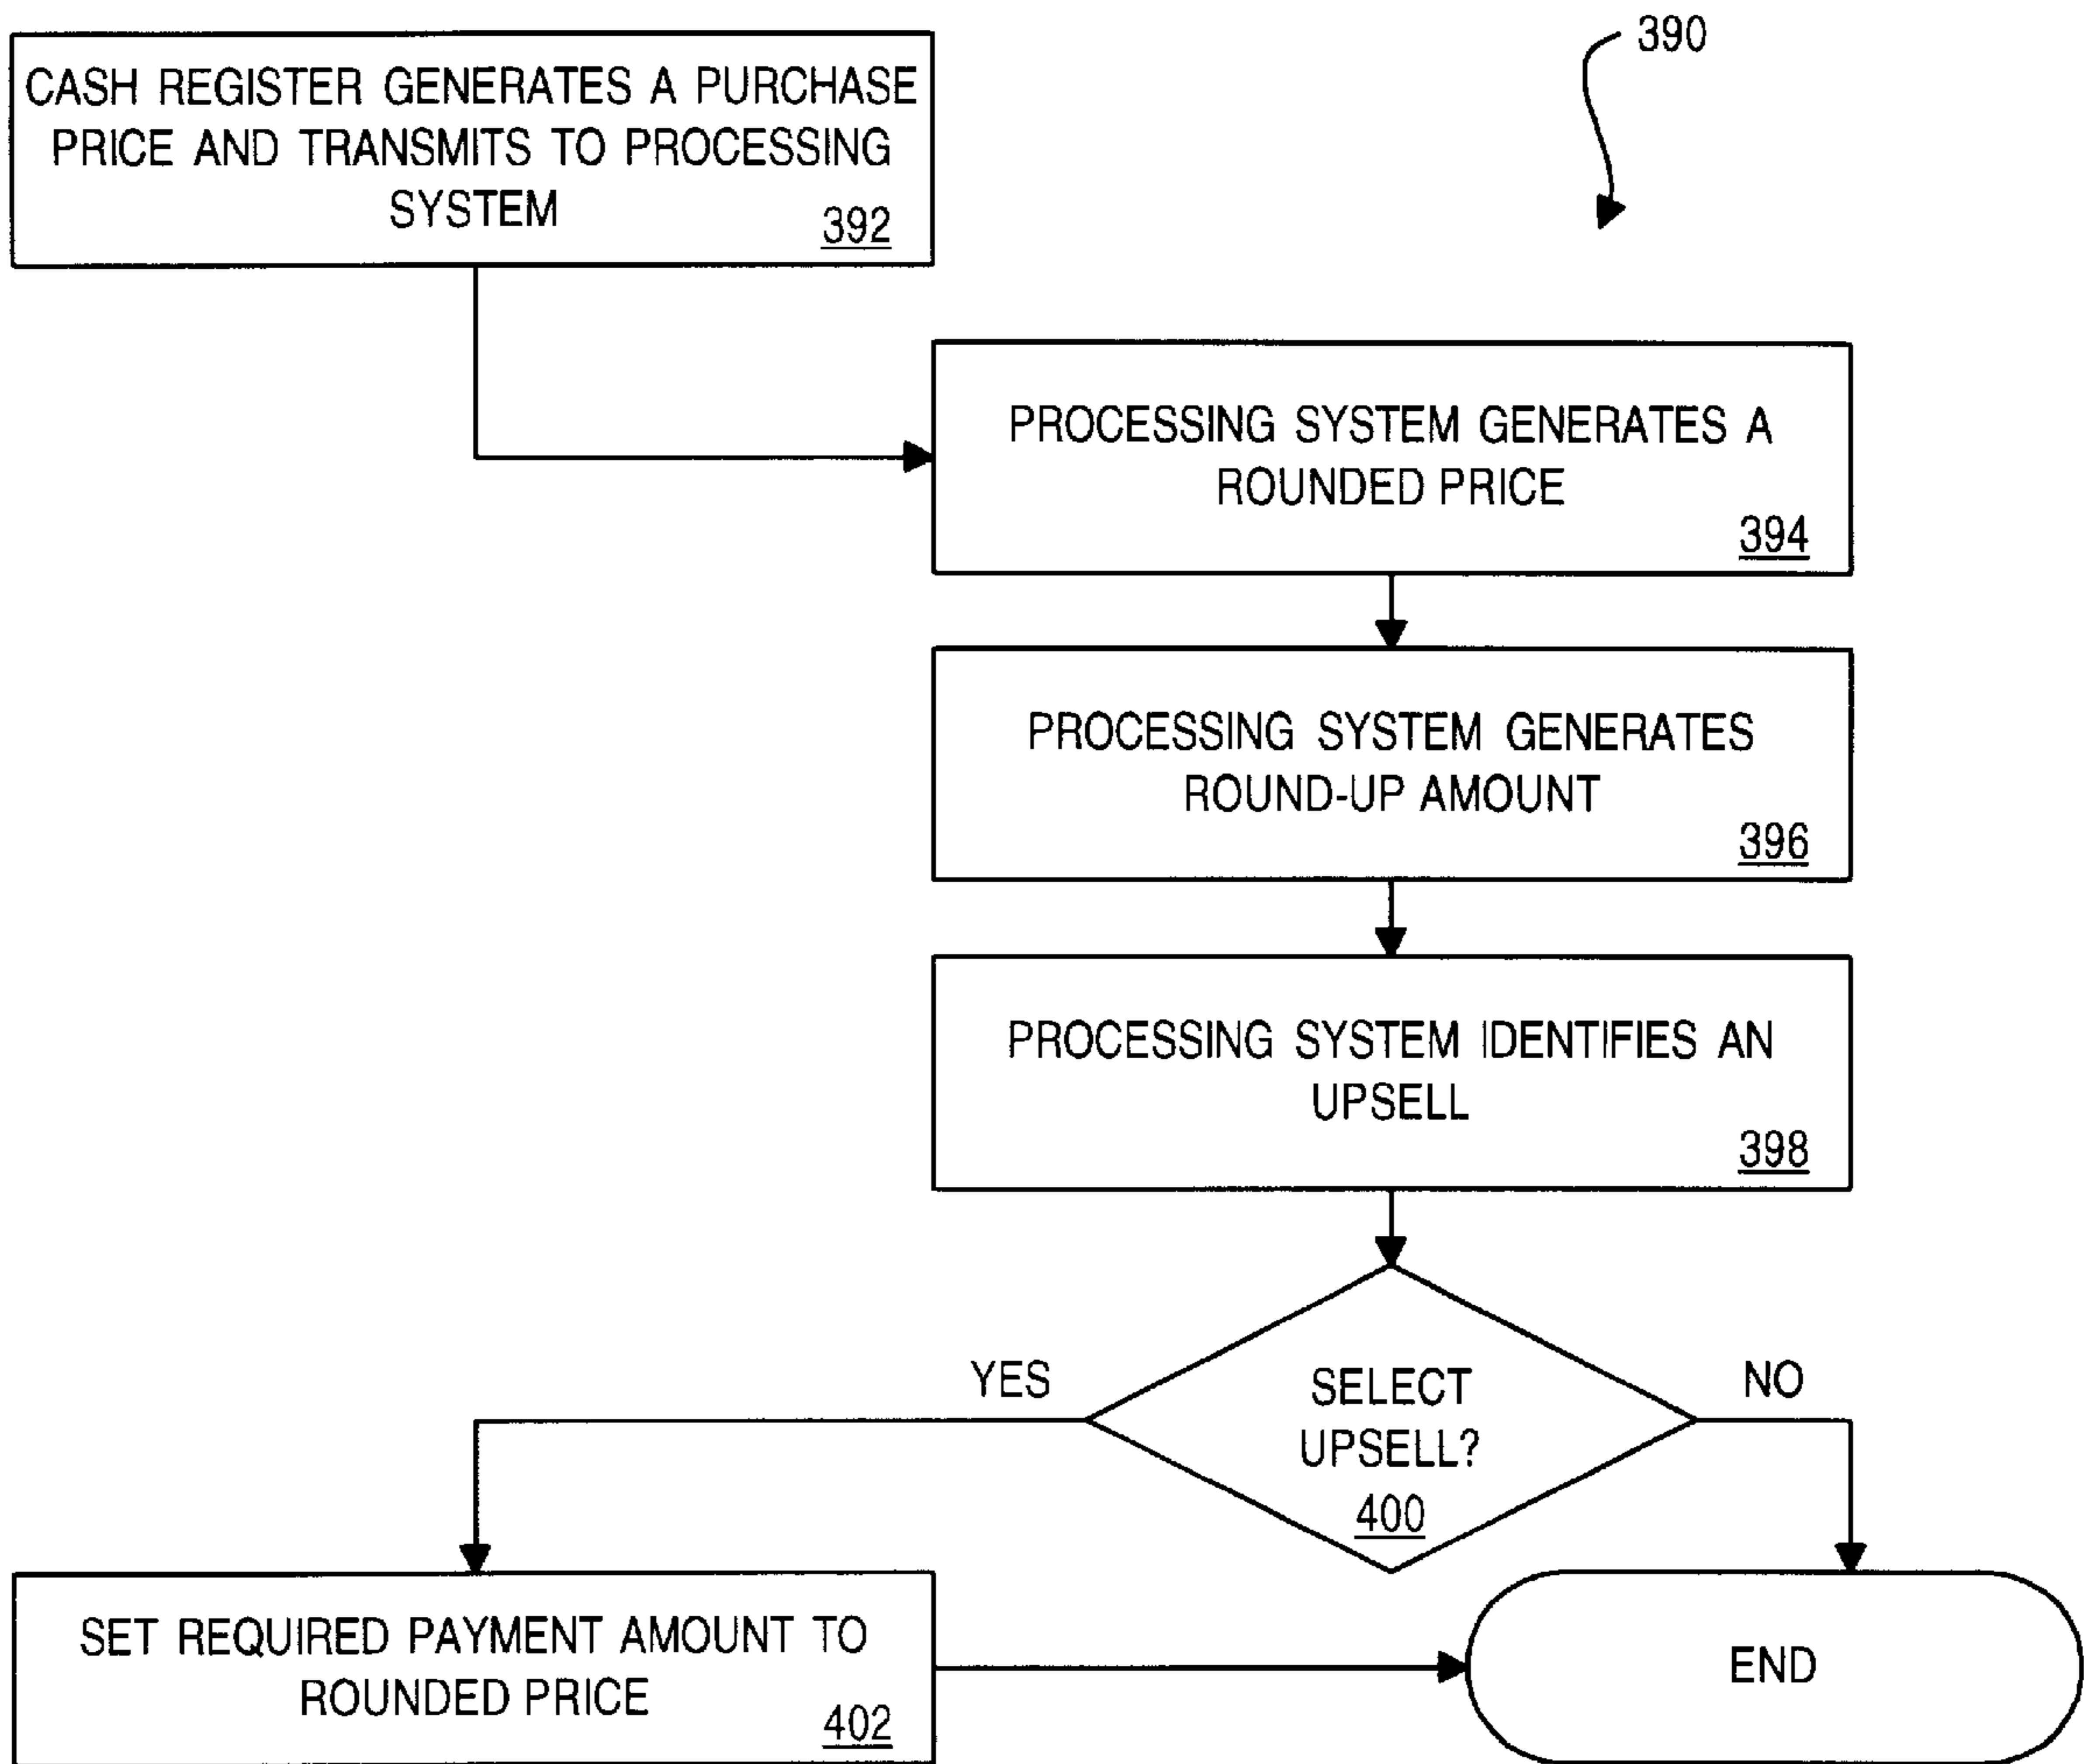 390
CASH REGISTER GENERATES A PURCHASE
PRICE AND TRANSMITS TO PROCESSING
SYSTEM
392
PROCESSING SYSTEM GENERATES A
ROUNDED PRICE
394
PROCESSING SYSTEM GENERATES
ROUND-UP AMOUNT
396
PROCESSING SYSTEM IDENTIFIES AN
UPSELL
398
YES
SELECT
UPSELL?
400
NO
SET REQUIRED PAYMENT AMOUNT TO
ROUNDED PRICE
402
END